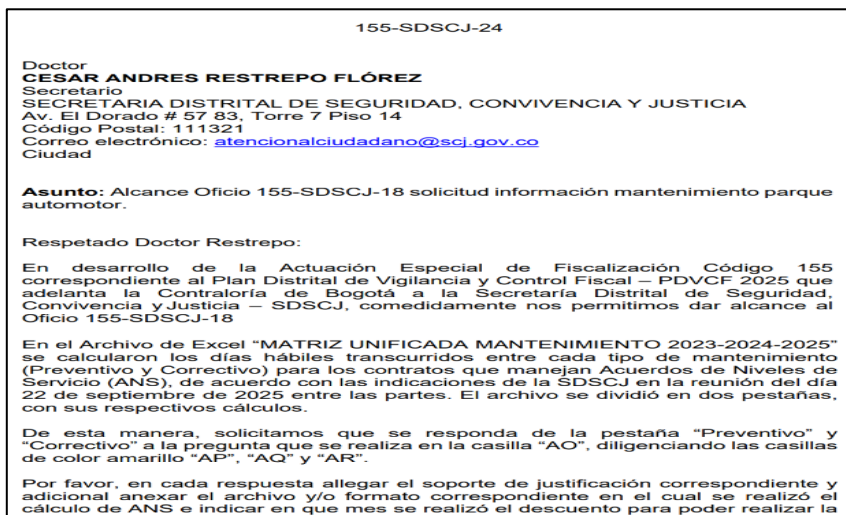 155-SDSCJ-24
Doctor
CESAR ANDRES RESTREPO FLÓREZ
Secretario
SECRETARIA DISTRITAL DE SEGURIDAD, CONVIVENCIA Y JUSTICIA
Av. El Dorado # 57 83, Torre 7 Piso 14
Código Postal: 111321
Correo electrónico: atencionalciudadano@scj.gov.co
Ciudad
Asunto: Alcance Oficio 155-SDSCJ-18 solicitud información mantenimiento parque
automotor.
Respetado Doctor Restrepo:
En desarrollo de la Actuación Especial de Fiscalización Código 155
correspondiente al Plan Distrital de Vigilancia y Control Fiscal – PDVCF 2025 que
adelanta la Contraloría de Bogotá a la Secretaría Distrital de Seguridad,
Convivencia y Justicia – SDSCJ, comedidamente nos permitimos dar alcance al
Oficio 155-SDSCJ-18
En el Archivo de Excel “MATRIZ UNIFICADA MANTENIMIENTO 2023-2024-2025”
se calcularon los días hábiles transcurridos entre cada tipo de mantenimiento
(Preventivo y Correctivo) para los contratos que manejan Acuerdos de Niveles de
Servicio (ANS), de acuerdo con las indicaciones de la SDSCJ en la reunión del día
22 de septiembre de 2025 entre las partes. El archivo se dividió en dos pestañas,
con sus respectivos cálculos.
De esta manera, solicitamos que se responda de la pestaña “Preventivo” y
“Correctivo” a la pregunta que se realiza en la casilla “AO”, diligenciando las casillas
de color amarillo “AP”, “AQ” y “AR”.
Por favor, en cada respuesta allegar el soporte de justificación correspondiente y
adicional anexar el archivo y/o formato correspondiente en el cual se realizó el
cálculo de ANS e indicar en que mes se realizó el descuento para poder realizar la